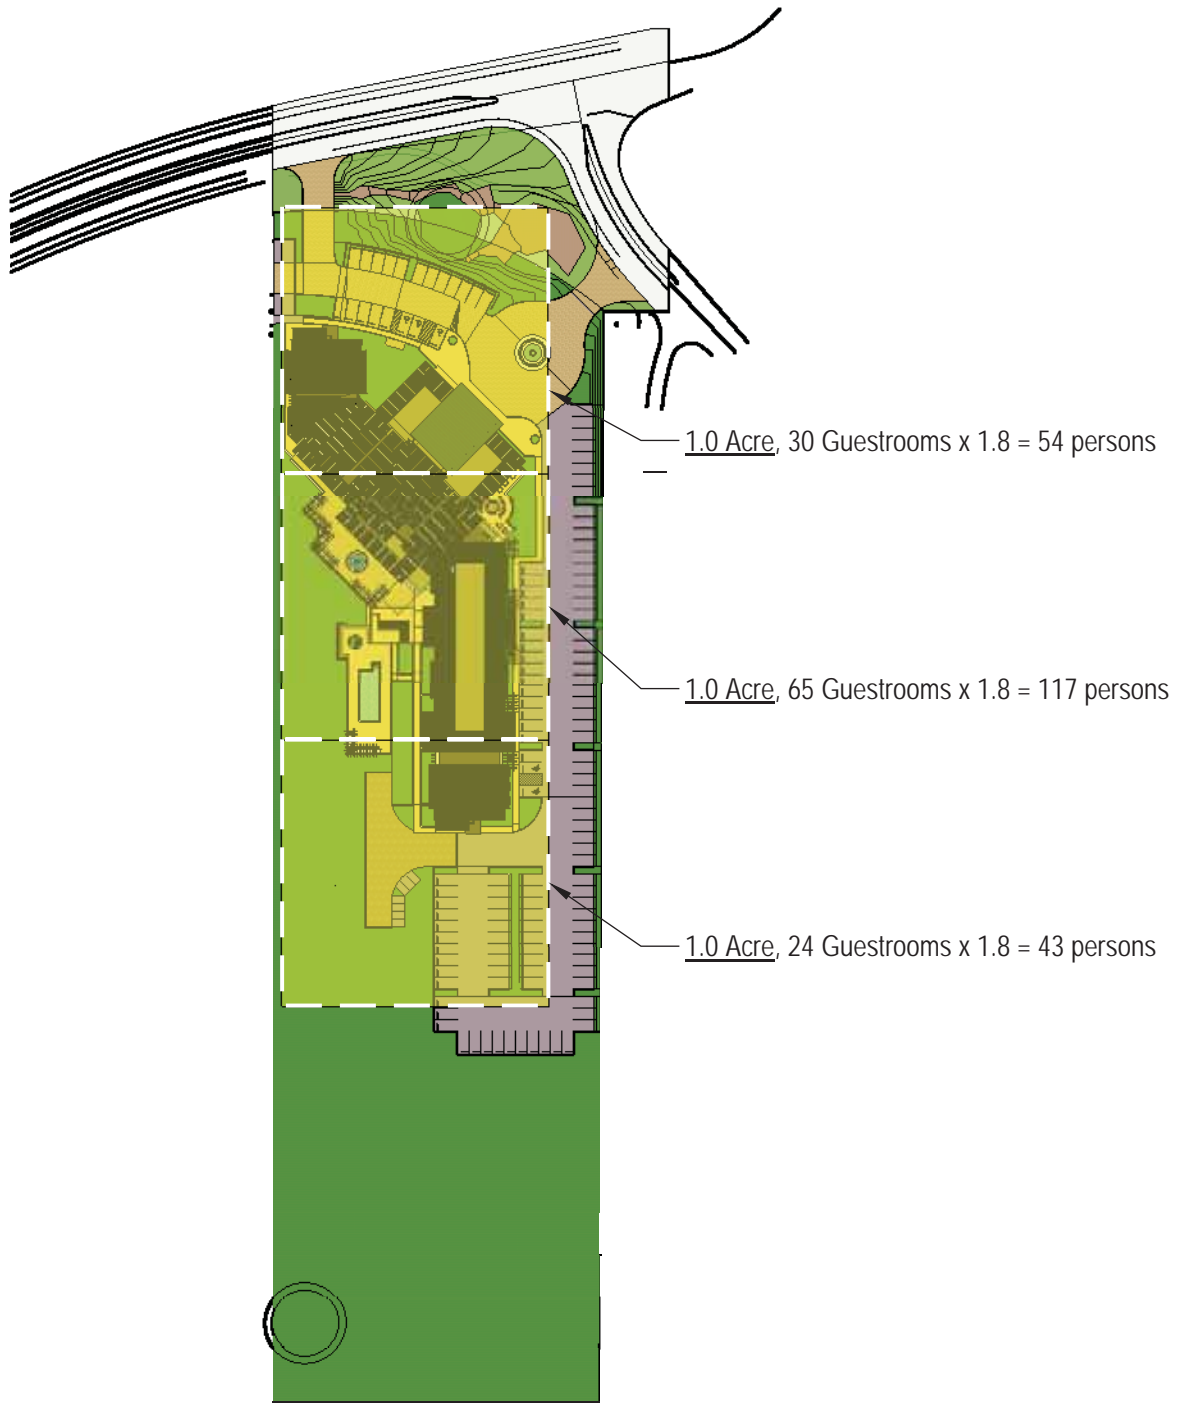 1.0 Acre, 30 Guestrooms x 1.8 = 54 persons
1.0 Acre, 65 Guestrooms x 1.8 = 117 persons
1.0 Acre, 24 Guestrooms x 1.8 = 43 persons